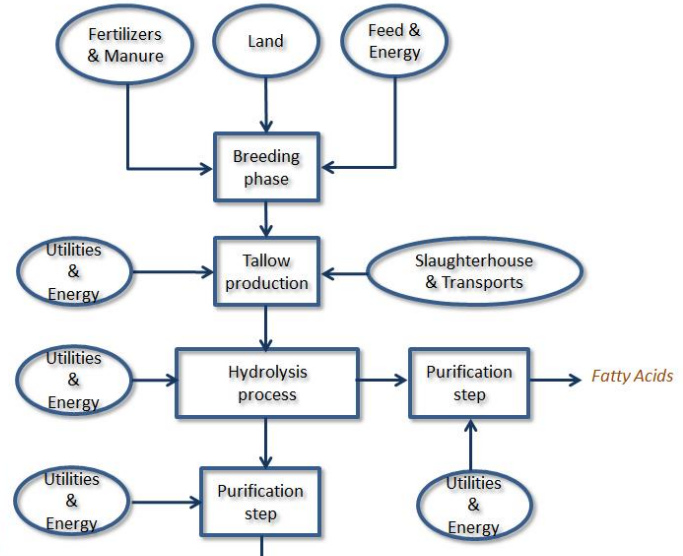 Fertilizers
& Manure
Land
Feed &
Energy
Breeding
phase
Utilities
&
Energy
Tallow
production
Slaughterhouse
& Transports
Utilities
&
Energy
Hydrolysis
process
Purification
step
Fatty Acids
Utilities
&
Energy
Purification
step
Utilities
&
Energy